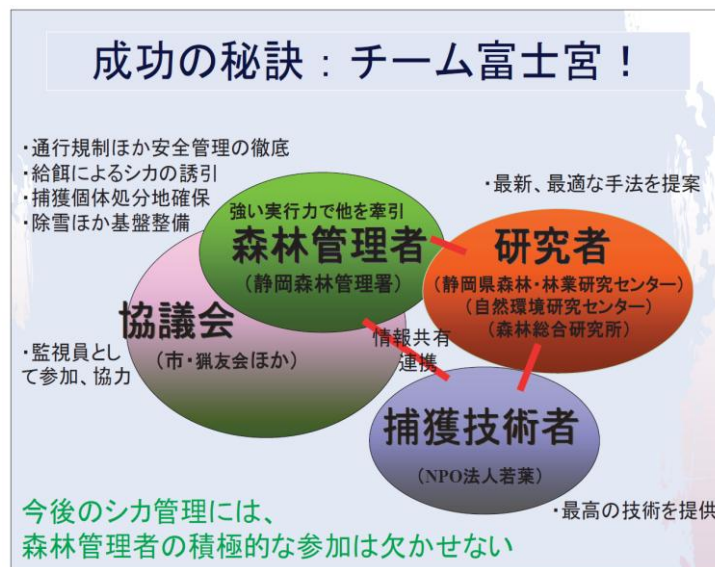 成功の秘訣：チーム富士宮！
・通行規制ほか安全管理の徹底
・給餌によるシカの誘引
・捕獲個体処分地確保
・除雪ほか基盤整備
強い実行力で他を牽引
森林管理者
（静岡森林管理署）
・最新、最適な手法を提案
研究者
（静岡県森林・林業研究センター）
（自然環境研究センター）
（森林総合研究所）
協議会
（市・猟友会ほか）
・監視員とし
て参加、協力
情報共有
連携
捕獲技術者
（NPO法人若葉）
・最高の技術を提供
今後のシカ管理には、
森林管理者の積極的な参加は欠かせない